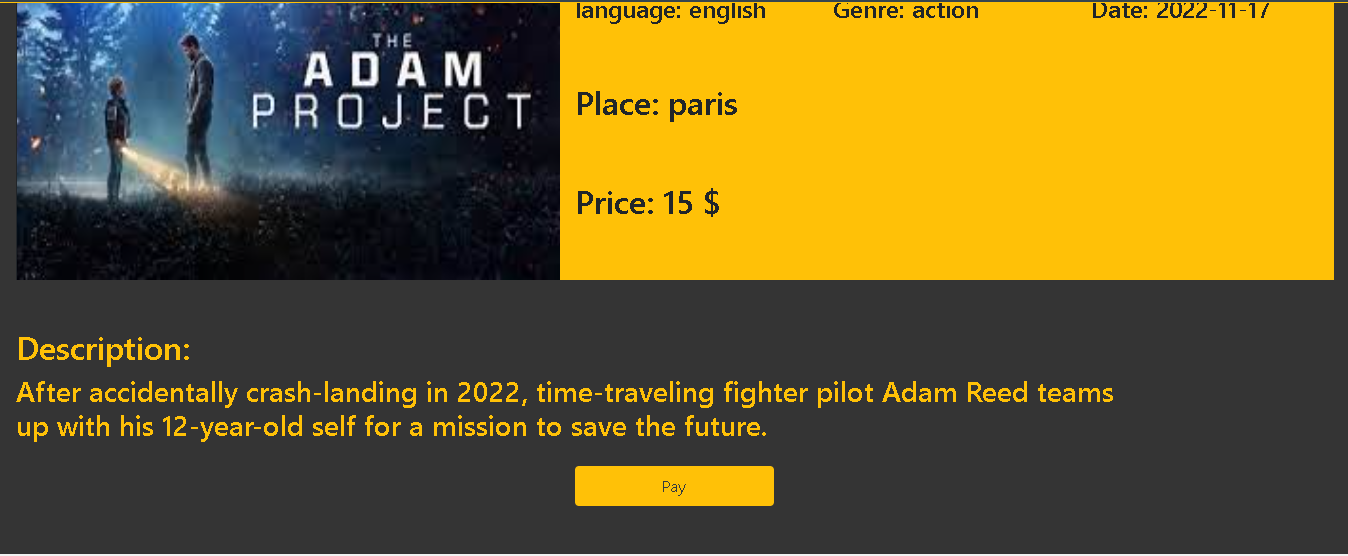 THE
ADAM
PROJECT
language: english Genre: action Date: 2022-11-17
Place: paris
Price: 15 $
Description:
After accidentally crash-landing in 2022, time-traveling fighter pilot Adam Reed teams
up with his 12-year-old self for a mission to save the future.
Pay